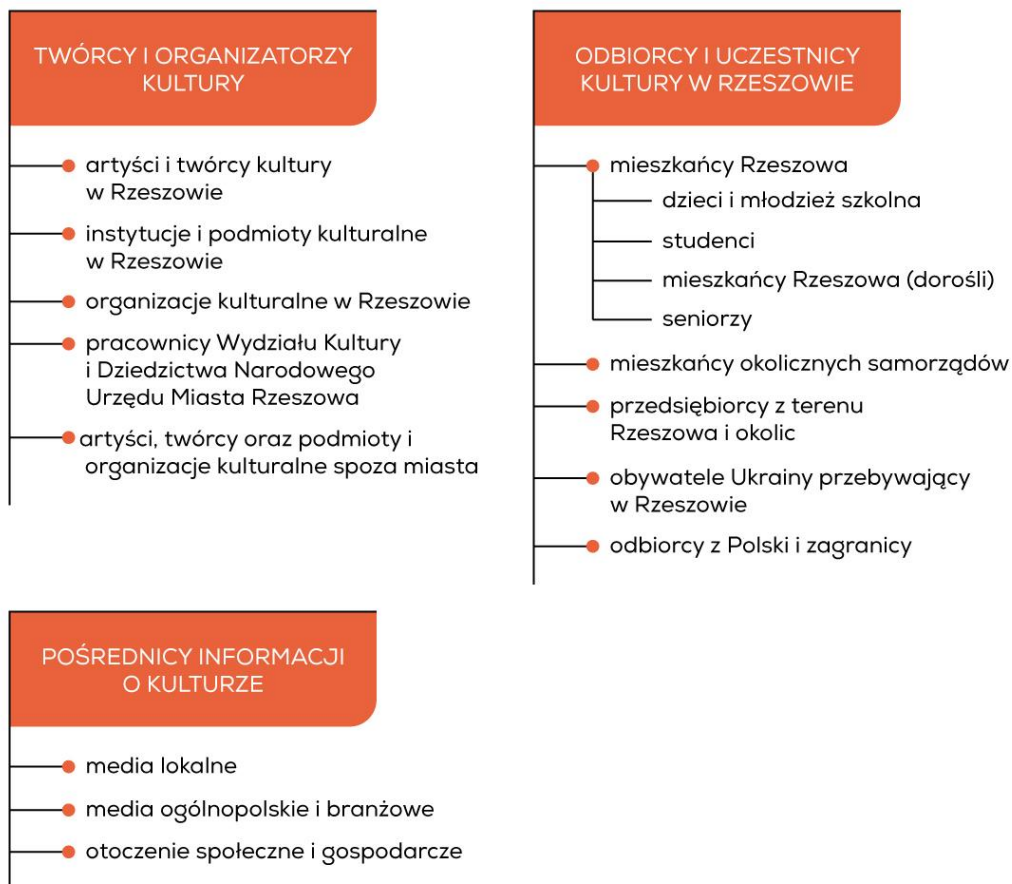 TWÓRCY I ORGANIZATORZY
KULTURY
artyści i twórcy kultury
w Rzeszowie
instytucje i podmioty kulturalne
w Rzeszowie
organizacje kulturalne w Rzeszowie
pracownicy Wydziału Kultury
i Dziedzictwa Narodowego
Urzędu Miasta Rzeszowa
artyści, twórcy oraz podmioty i
organizacje kulturalne spoza miasta
ODBIORCY I UCZESTNICY
KULTURY W RZESZOWIE
mieszkańcy Rzeszowa
dzieci i młodzież szkolna
studenci
mieszkańcy Rzeszowa (dorośli)
seniorzy
mieszkańcy okolicznych samorządów
przedsiębiorcy z terenu
Rzeszowa i okolic
obywatele Ukrainy przebywający
w Rzeszowie
odbiorcy z Polski i zagranicy
POŚREDNICY INFORMACJI
O KULTURZE
media lokalne
media ogólnopolskie i branżowe
otoczenie społeczne i gospodarcze